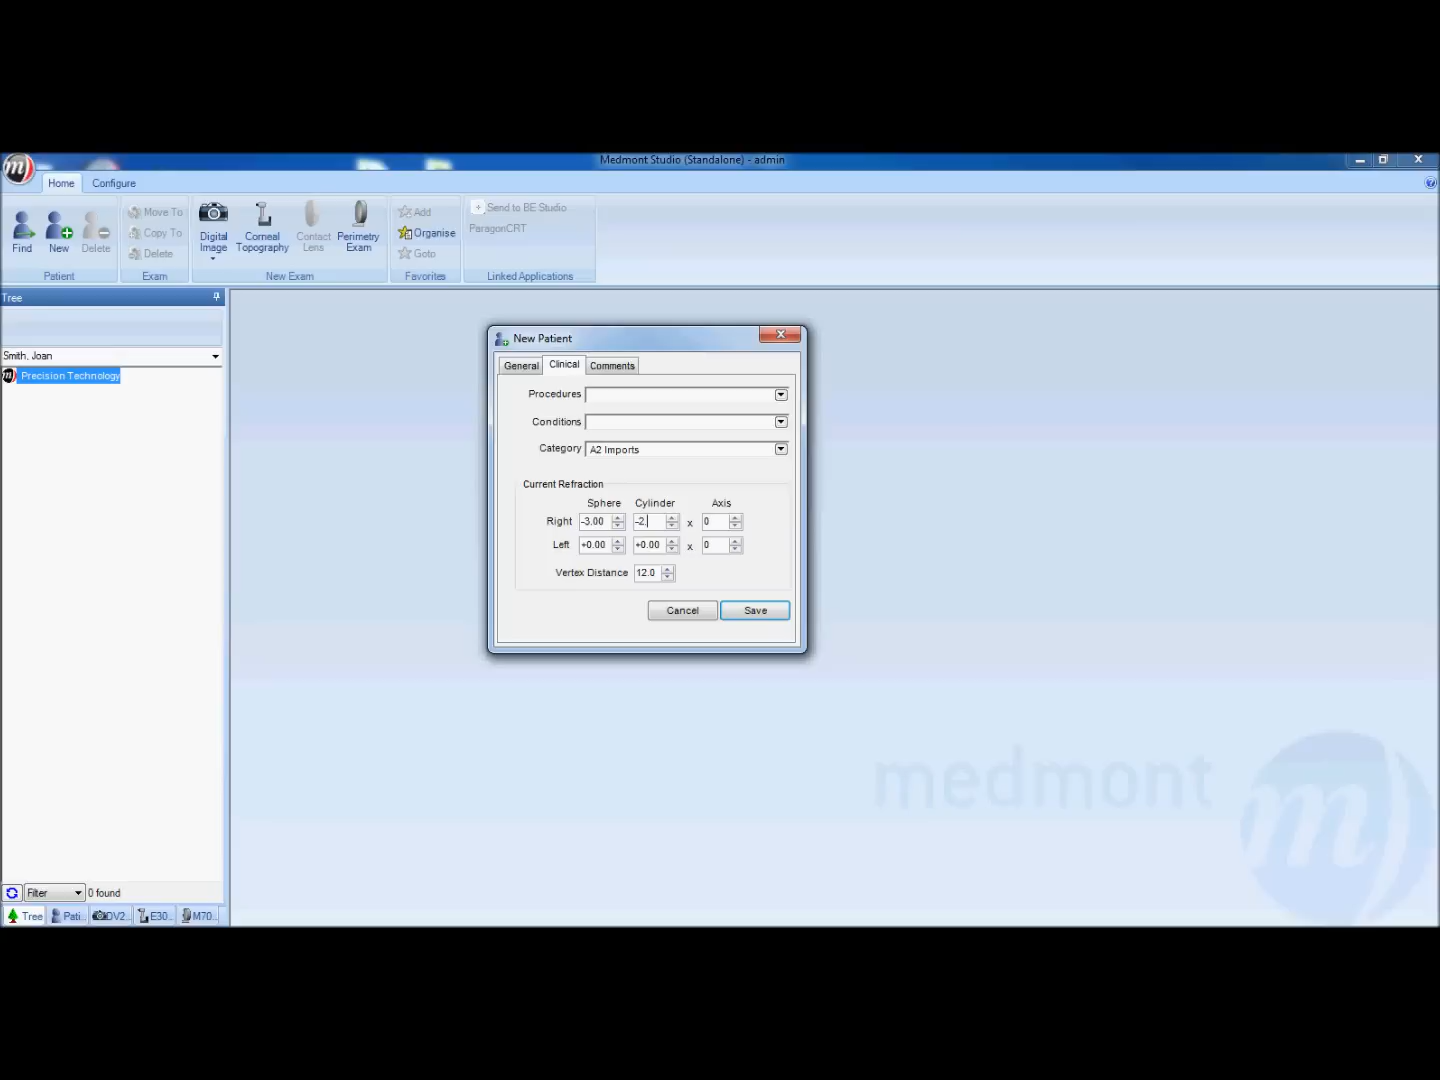 Medmont Studio (Standalone) - admin
Home Configure
Find New Delete
Patient
Move To
Copy To
Delete
Exam
Digital Image
Corneal Topography
Contact Lens
Perimetry Exam
New Exam
Add
Organise
Goto
Favorites
Send to BE Studio
ParagonCRT
Linked Applications
Tree
Smith, Joan
Precision Technology
New Patient
General Clinical Comments
Procedures
Conditions
Category A2 Imports
Current Refraction
Sphere Cylinder Axis
Right -3.00 -2. x 0
Left +0.00 +0.00 x 0
Vertex Distance 12.0
Cancel Save
medmont
m
Filter 0 found
Tree Pati.. DV2... E30.. M70..